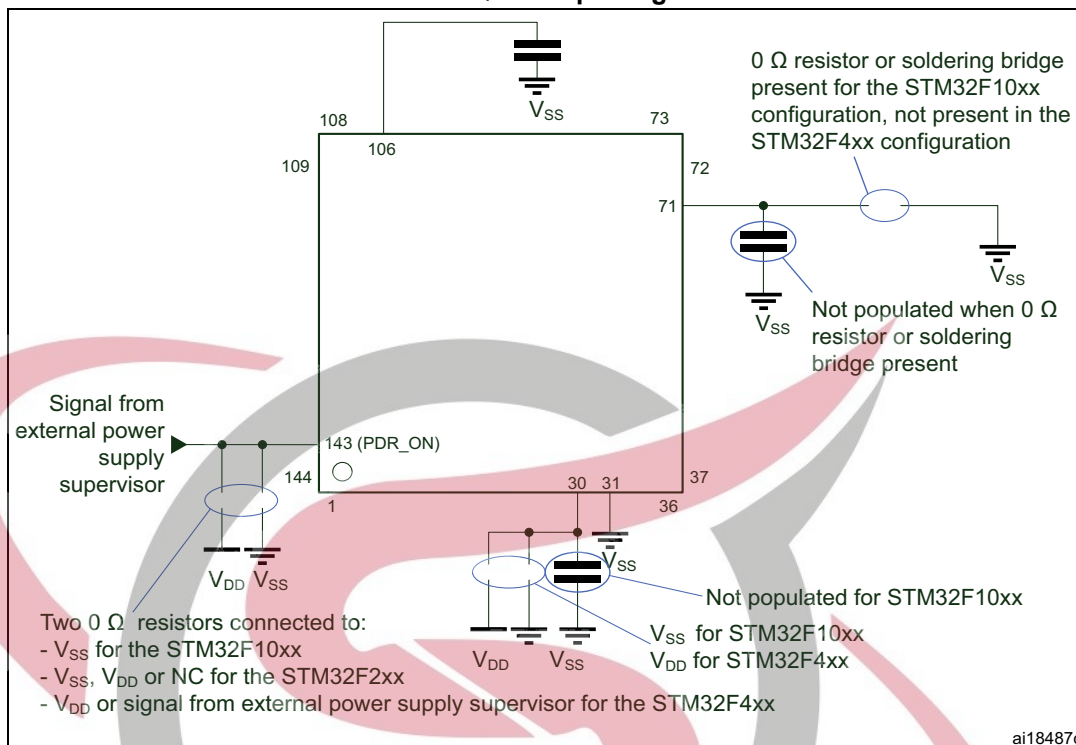 0 Ω resistor or soldering bridge
present for the STM32F10xx
configuration, not present in the
STM32F4xx configuration
VSS
108
73
106
109
72
71
VSS
VSS
Not populated when 0 Ω
resistor or soldering
bridge present
Signal from
external power
supply
supervisor
143 (PDR_ON)
144
30
31
37
1
36
VSS
VDD
VSS
Not populated for STM32F10xx
VSS for STM32F10xx
VDD for STM32F4xx
VDD
VSS
Two 0 Ω resistors connected to:
- VSS for the STM32F10xx
- VSS, VDD or NC for the STM32F2xx
- VDD or signal from external power supply supervisor for the STM32F4xx